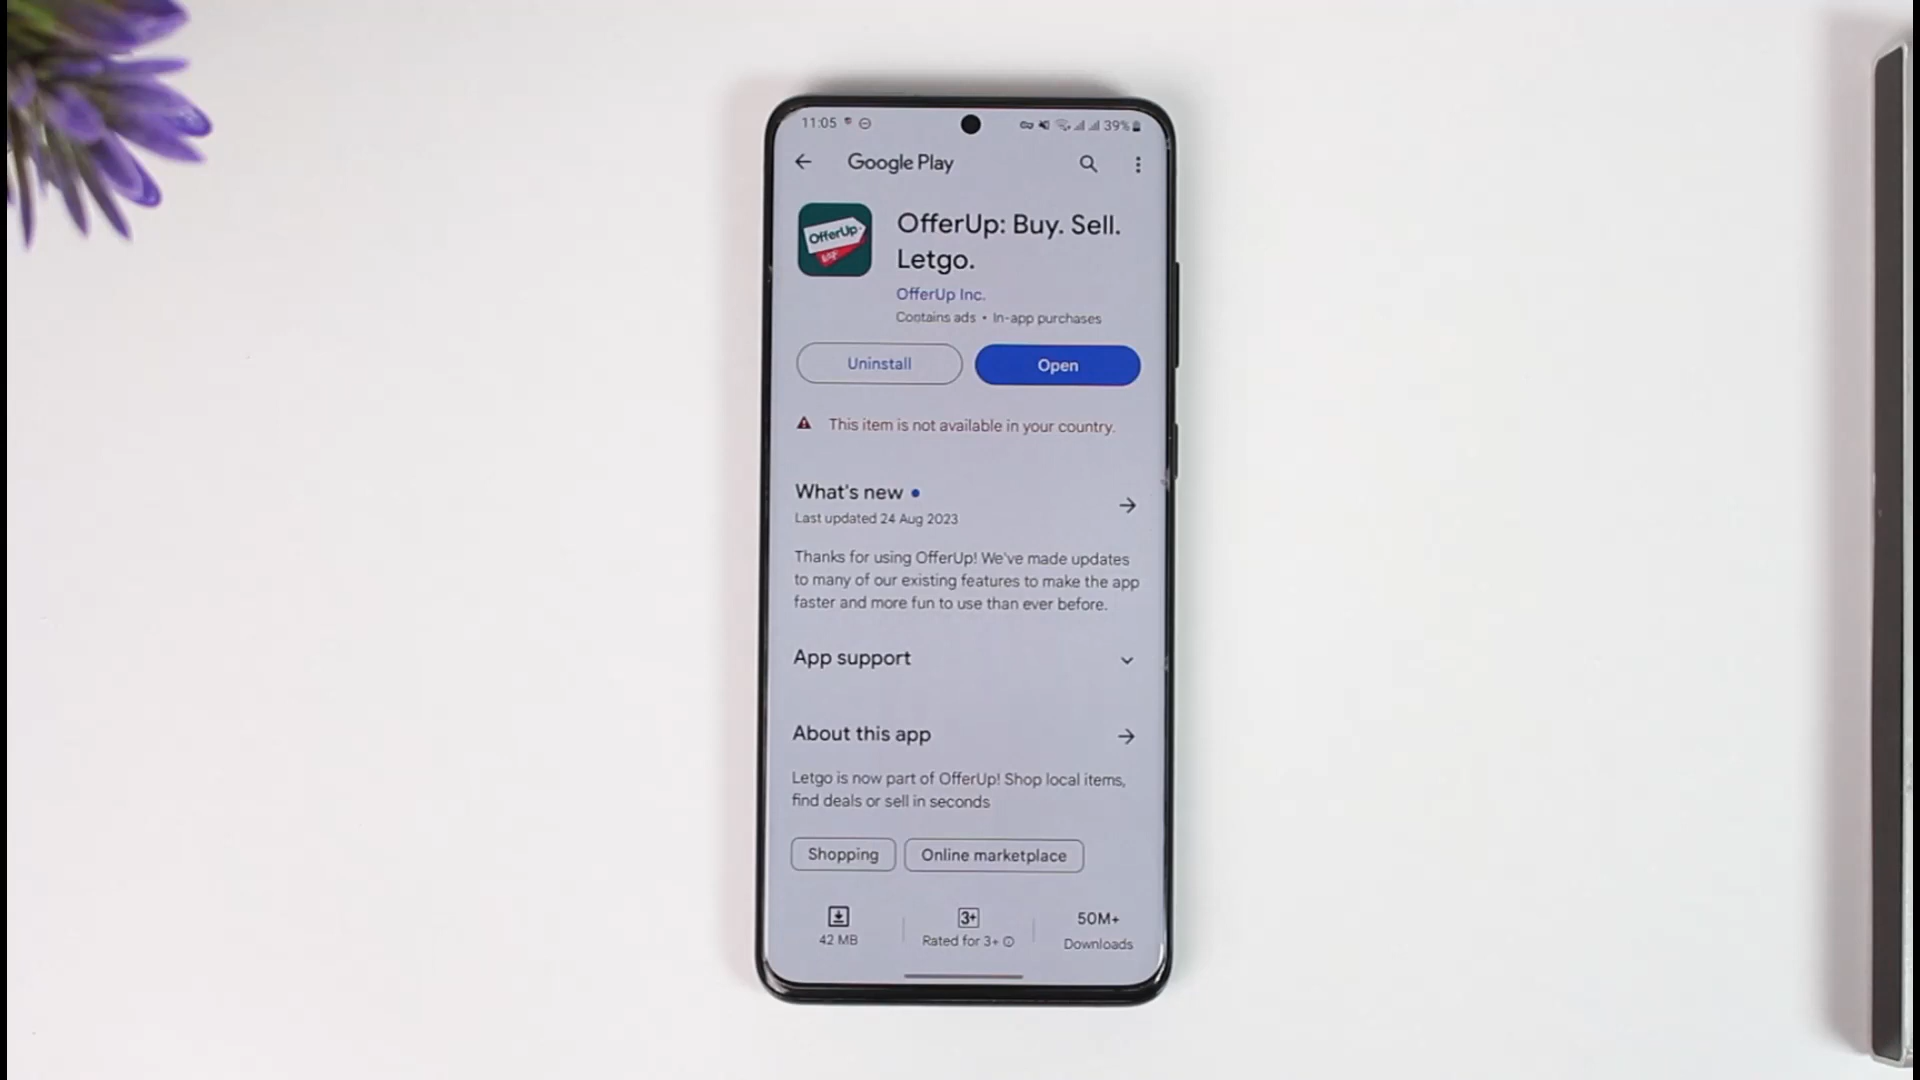 11:05
39%
Google Play
OfferUp
OfferUp: Buy. Sell.
Letgo.
OfferUp Inc.
Contains ads • In-app purchases
Uninstall
Open
This item is not available in your country.
What's new
Last updated 24 Aug 2023
Thanks for using OfferUp! We've made updates
to many of our existing features to make the app
faster and more fun to use than ever before.
App support
About this app
Letgo is now part of OfferUp! Shop local items,
find deals or sell in seconds
Shopping
Online marketplace
3+
50M+
42 MB
Rated for 3+
Downloads